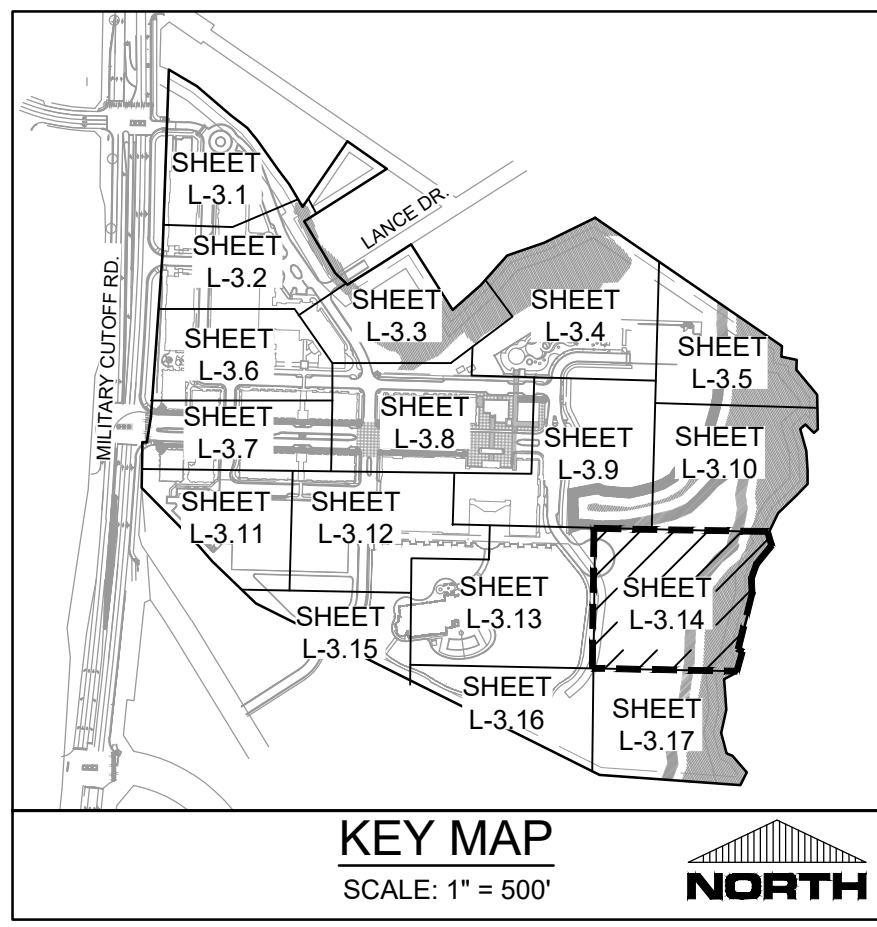 SHEET
L-3.1
SHEET
L-3.2
LANCE DR.
MILITARY CUTOFF RD.
SHEET
L-3.3
SHEET
L-3.4
SHEET
L-3.5
SHEET
L-3.6
SHEET
L-3.7
SHEET
L-3.8
SHEET
L-3.9
SHEET
L-3.10
SHEET
L-3.11
SHEET
L-3.12
SHEET
L-3.13
SHEET
L-3.14
SHEET
L-3.15
SHEET
L-3.16
SHEET
L-3.17
KEY MAP
SCALE: 1" = 500'
NORTH